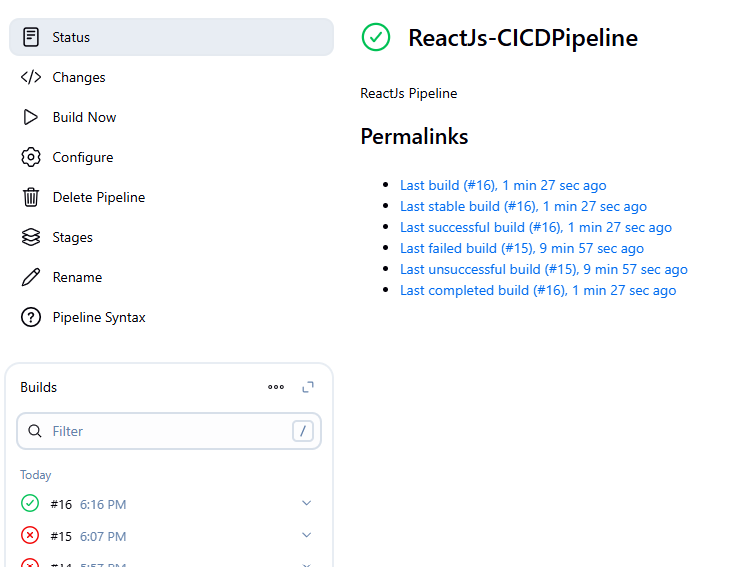 Status
Changes
Build Now
Configure
Delete Pipeline
Stages
Rename
Pipeline Syntax
Builds
Filter
/
Today
#16 6:16 PM
#15 6:07 PM
#14 5:57 PM
ReactJs-CICDPipeline
ReactJs Pipeline
Permalinks
Last build (#16), 1 min 27 sec ago
Last stable build (#16), 1 min 27 sec ago
Last successful build (#16), 1 min 27 sec ago
Last failed build (#15), 9 min 57 sec ago
Last unsuccessful build (#15), 9 min 57 sec ago
Last completed build (#16), 1 min 27 sec ago